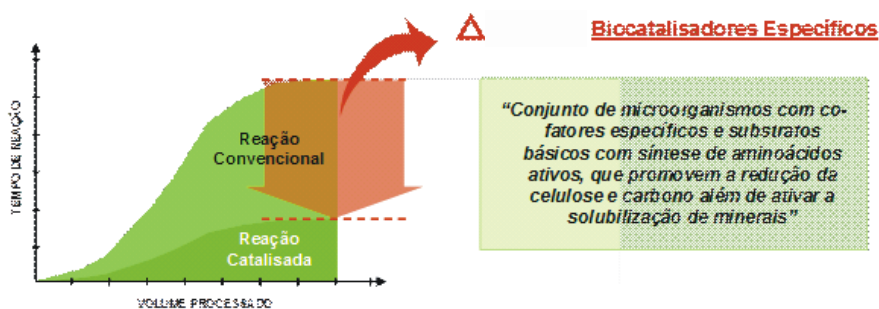 Δ
Biocatalisadores Específicos
TEMPO DE REAÇÃO
Reação
Convencional
Reação
Catalisada
VOLUME PROCESSADO
“Conjunto de microorganismos com co-
fatores específicos e substratos
básicos com síntese de aminoácidos
ativos, que promovem a redução da
celulose e carbono além de ativar a
solubilização de minerais”